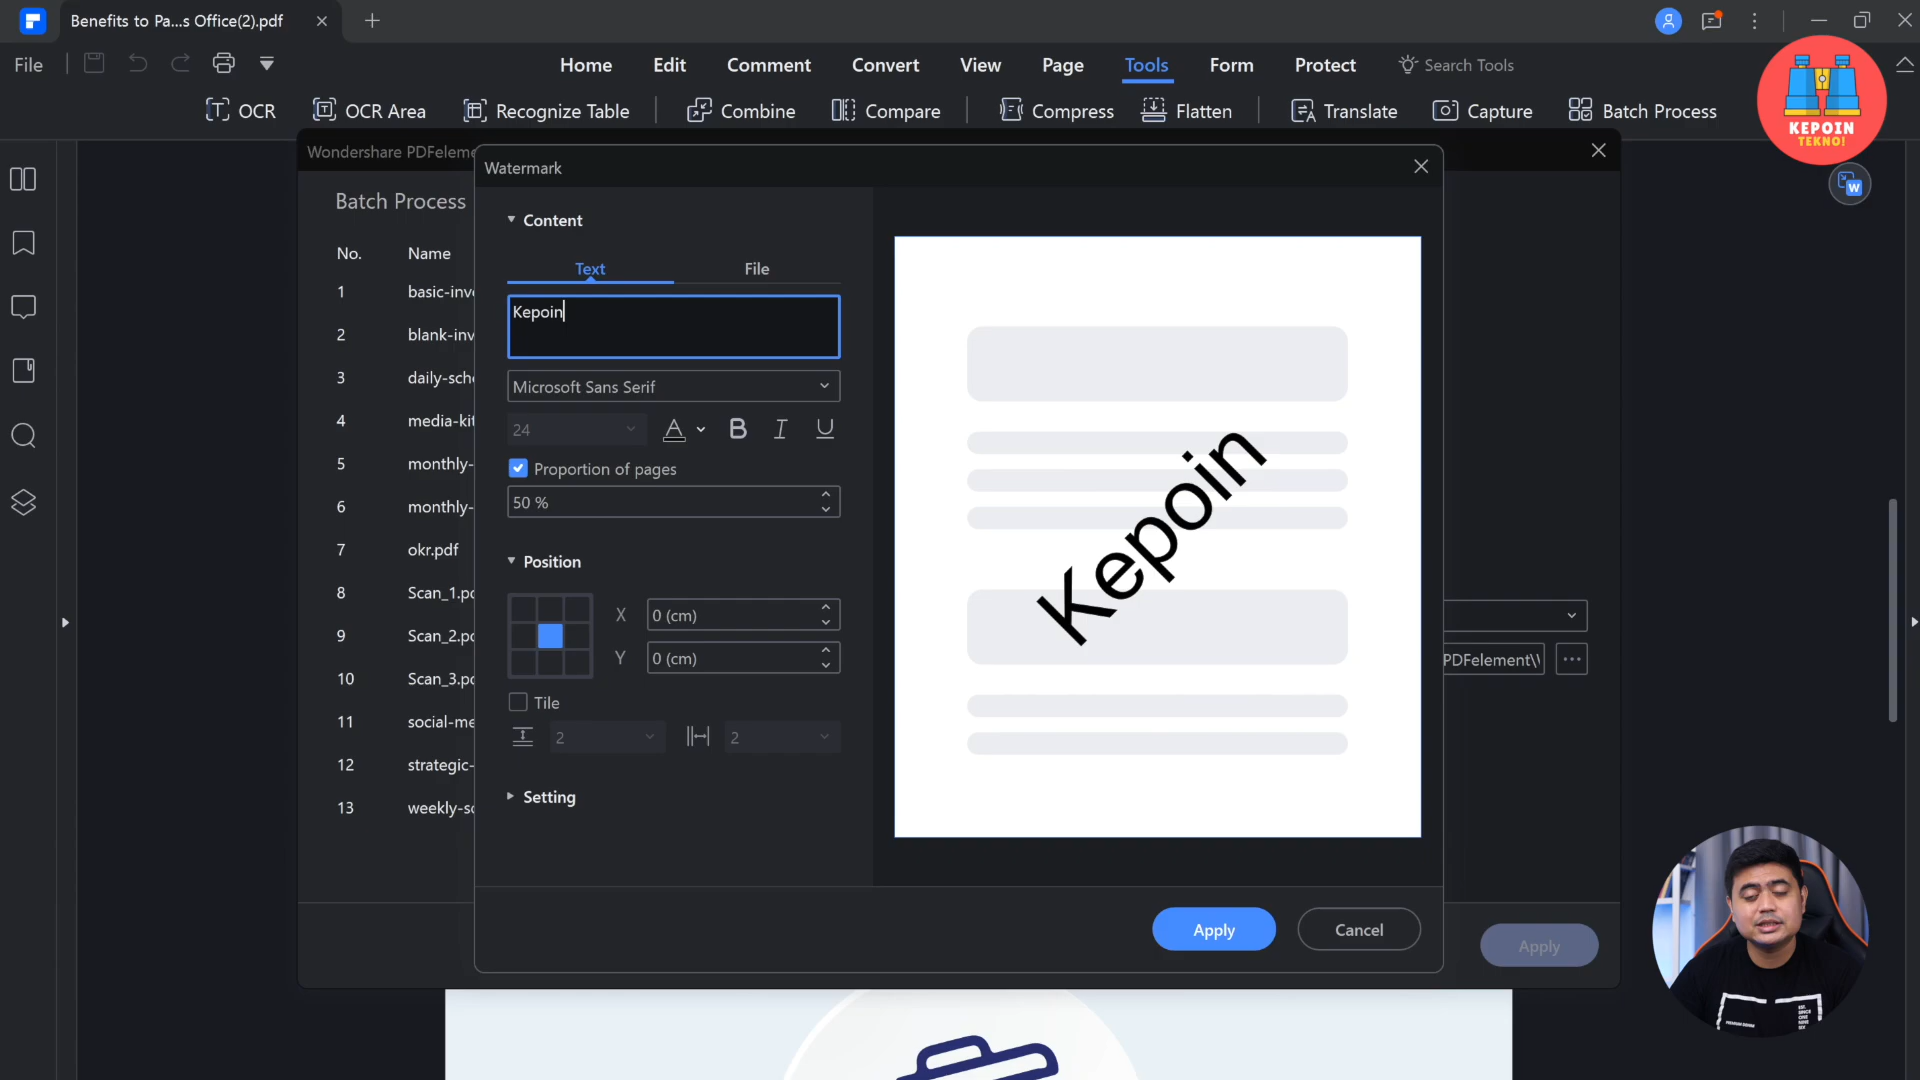 Benefits to Pa...s Office(2).pdf
File
Home Edit Comment Convert View Page Tools Form Protect Search Tools
OCR OCR Area Recognize Table Combine Compare Compress Flatten Translate Capture Batch Process
KEPOIN
TEKNO!
Wondershare PDFeleme
Watermark
Batch Process
Content
No. Name
Text File
1 basic-inv
Kepoin
2 blank-inv
3 daily-sch
Microsoft Sans Serif
4 media-kit
24 A B I U
5 monthly-
Proportion of pages
6 monthly-
50 %
7 okr.pdf
Position
8 Scan_1.p
X 0 (cm)
9 Scan_2.p
Y 0 (cm)
PDFelement\\ ...
10 Scan_3.p
Tile
11 social-me
2 2
12 strategic-
Setting
13 weekly-s
Kepoin
Apply Cancel
Apply